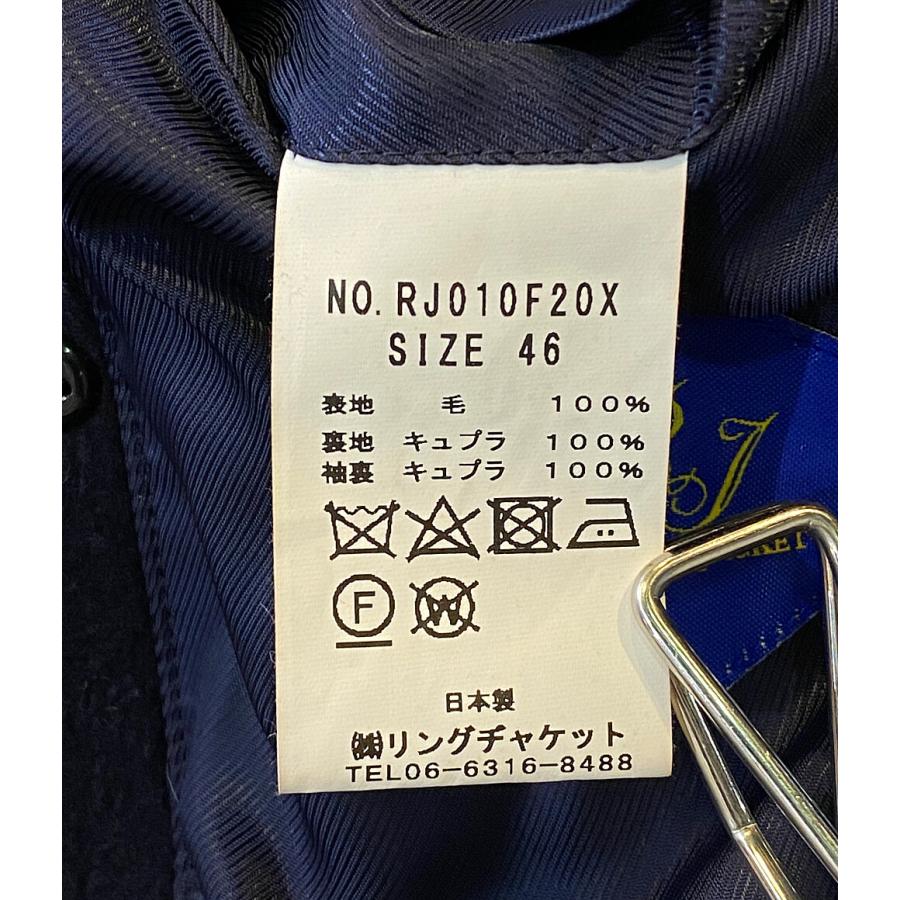 NO. RJ010F20X
SIZE 46
表地 毛 100%
裏地 キュプラ 100%
袖裏 キュプラ 100%
F
W
日本製
㈱リングヂャケット
TEL06-6316-8488
J